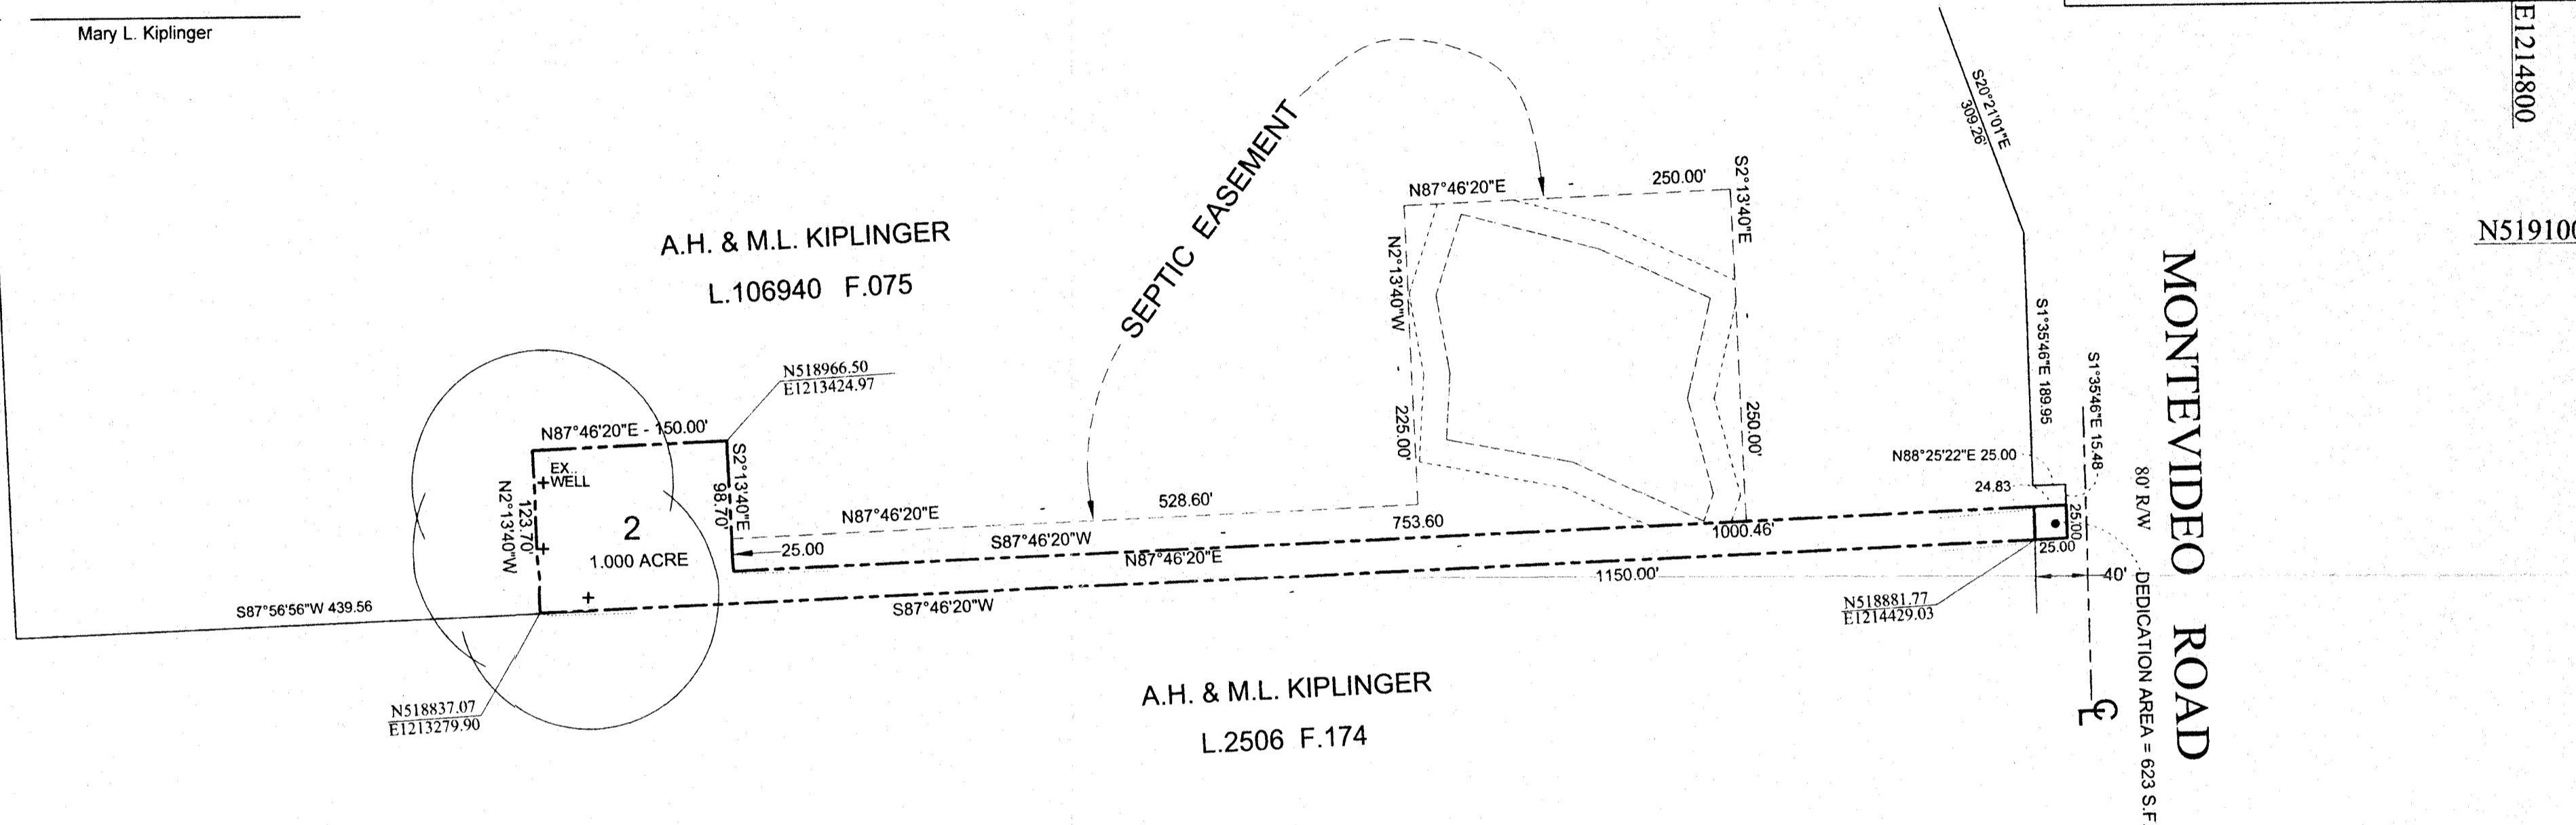 Mary L. Kiplinger
E1214800
N519100
S20°21'01"E
309.26'
A.H. & M.L. KIPLINGER
L.106940 F.075
SEPTIC EASEMENT
N87°46'20"E
250.00'
S2°13'40"E
250.00'
N2°13'40"W
225.00'
S1°35'46"E 189.95
S1°35'46"E 15.48
MONTEVIDEO ROAD
80' R/W
DEDICATION AREA = 623 S.F.
N518966.50
E1213424.97
N87°46'20"E - 150.00'
EX.
WELL
N2°13'40"W
123.70'
S2°13'40"E
98.70'
2
1.000 ACRE
25.00
N87°46'20"E
528.60'
S87°46'20"W
753.60
N87°46'20"E
1000.46'
N88°25'22"E 25.00
24.83
25.00
25.00
40'
S87°56'56"W 439.56
S87°46'20"W
1150.00'
N518881.77
E1214429.03
N518837.07
E1213279.90
A.H. & M.L. KIPLINGER
L.2506 F.174
CL